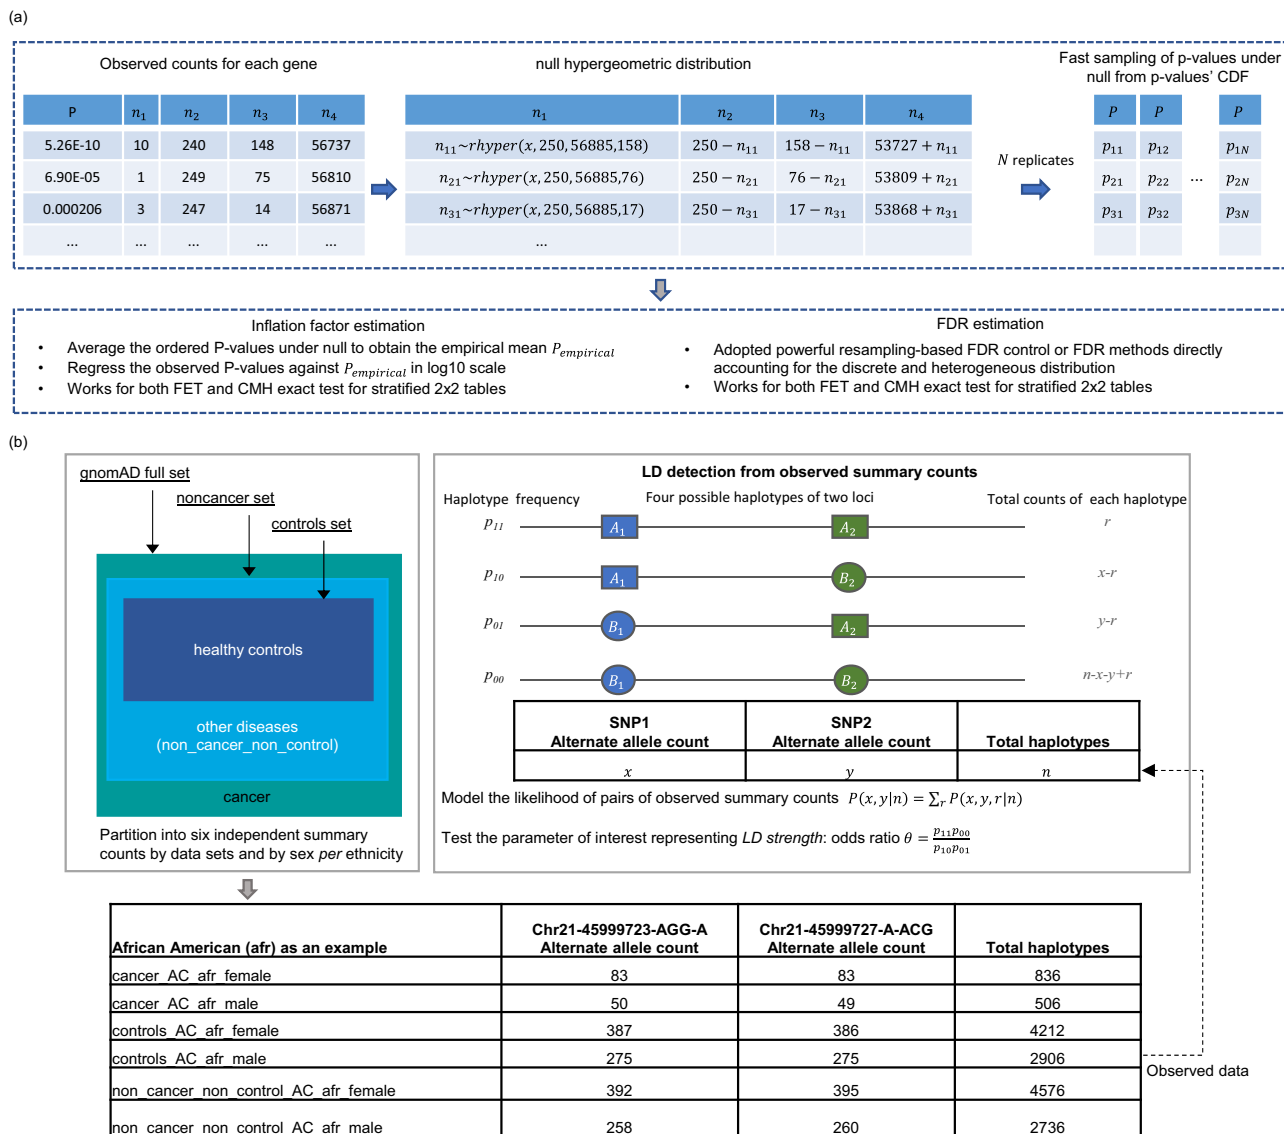 (a)
Observed counts for each gene
null hypergeometric distribution
Fast sampling of p-values under
null from p-values' CDF
P n₁ n₂ n₃ n₄
5.26E-10 10 240 148 56737
6.90E-05 1 249 75 56810
0.000206 3 247 14 56871
... ... ... ... ...
n₁ n₂ n₃ n₄
n₁₁~rhyper(x, 250, 56885, 158) 250 − n₁₁ 158 − n₁₁ 53727 + n₁₁
n₂₁~rhyper(x, 250, 56885, 76) 250 − n₂₁ 76 − n₂₁ 53809 + n₂₁
n₃₁~rhyper(x, 250, 56885, 17) 250 − n₃₁ 17 − n₃₁ 53868 + n₃₁
...
N replicates
P P P
p₁₁ p₁₂ p₁N
p₂₁ p₂₂ ... p₂N
p₃₁ p₃₂ p₃N
Inflation factor estimation
• Average the ordered P-values under null to obtain the empirical mean P_empirical
• Regress the observed P-values against P_empirical in log10 scale
• Works for both FET and CMH exact test for stratified 2x2 tables
FDR estimation
• Adopted powerful resampling-based FDR control or FDR methods directly
accounting for the discrete and heterogeneous distribution
• Works for both FET and CMH exact test for stratified 2x2 tables
(b)
gnomAD full set
noncancer set
controls set
healthy controls
other diseases
(non_cancer_non_control)
cancer
Partition into six independent summary
counts by data sets and by sex per ethnicity
LD detection from observed summary counts
Haplotype frequency Four possible haplotypes of two loci Total counts of each haplotype
p₁₁ A₁ A₂ r
p₁₀ A₁ B₂ x-r
p₀₁ B₁ A₂ y-r
p₀₀ B₁ B₂ n-x-y+r
SNP1 SNP2
Alternate allele count Alternate allele count Total haplotypes
x y n
Model the likelihood of pairs of observed summary counts P(x, y|n) = ∑ᵣ P(x, y, r|n)
Test the parameter of interest representing LD strength: odds ratio θ = p₁₁p₀₀/p₁₀p₀₁
Chr21-45999723-AGG-A Chr21-45999727-A-ACG
African American (afr) as an example Alternate allele count Alternate allele count Total haplotypes
cancer_AC_afr_female 83 83 836
cancer_AC_afr_male 50 49 506
controls_AC_afr_female 387 386 4212
controls_AC_afr_male 275 275 2906
non_cancer_non_control_AC_afr_female 392 395 4576
non_cancer_non_control_AC_afr_male 258 260 2736
Observed data